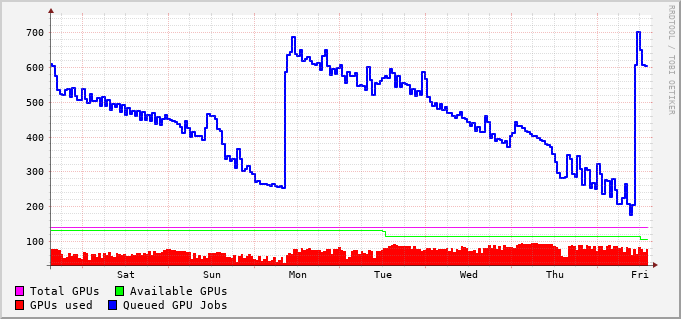 700
600
500
400
300
200
100
Sat Sun Mon Tue Wed Thu Fri
Total GPUs Available GPUs
GPUs used Queued GPU Jobs
RRDTOOL / TOBI OETIKER